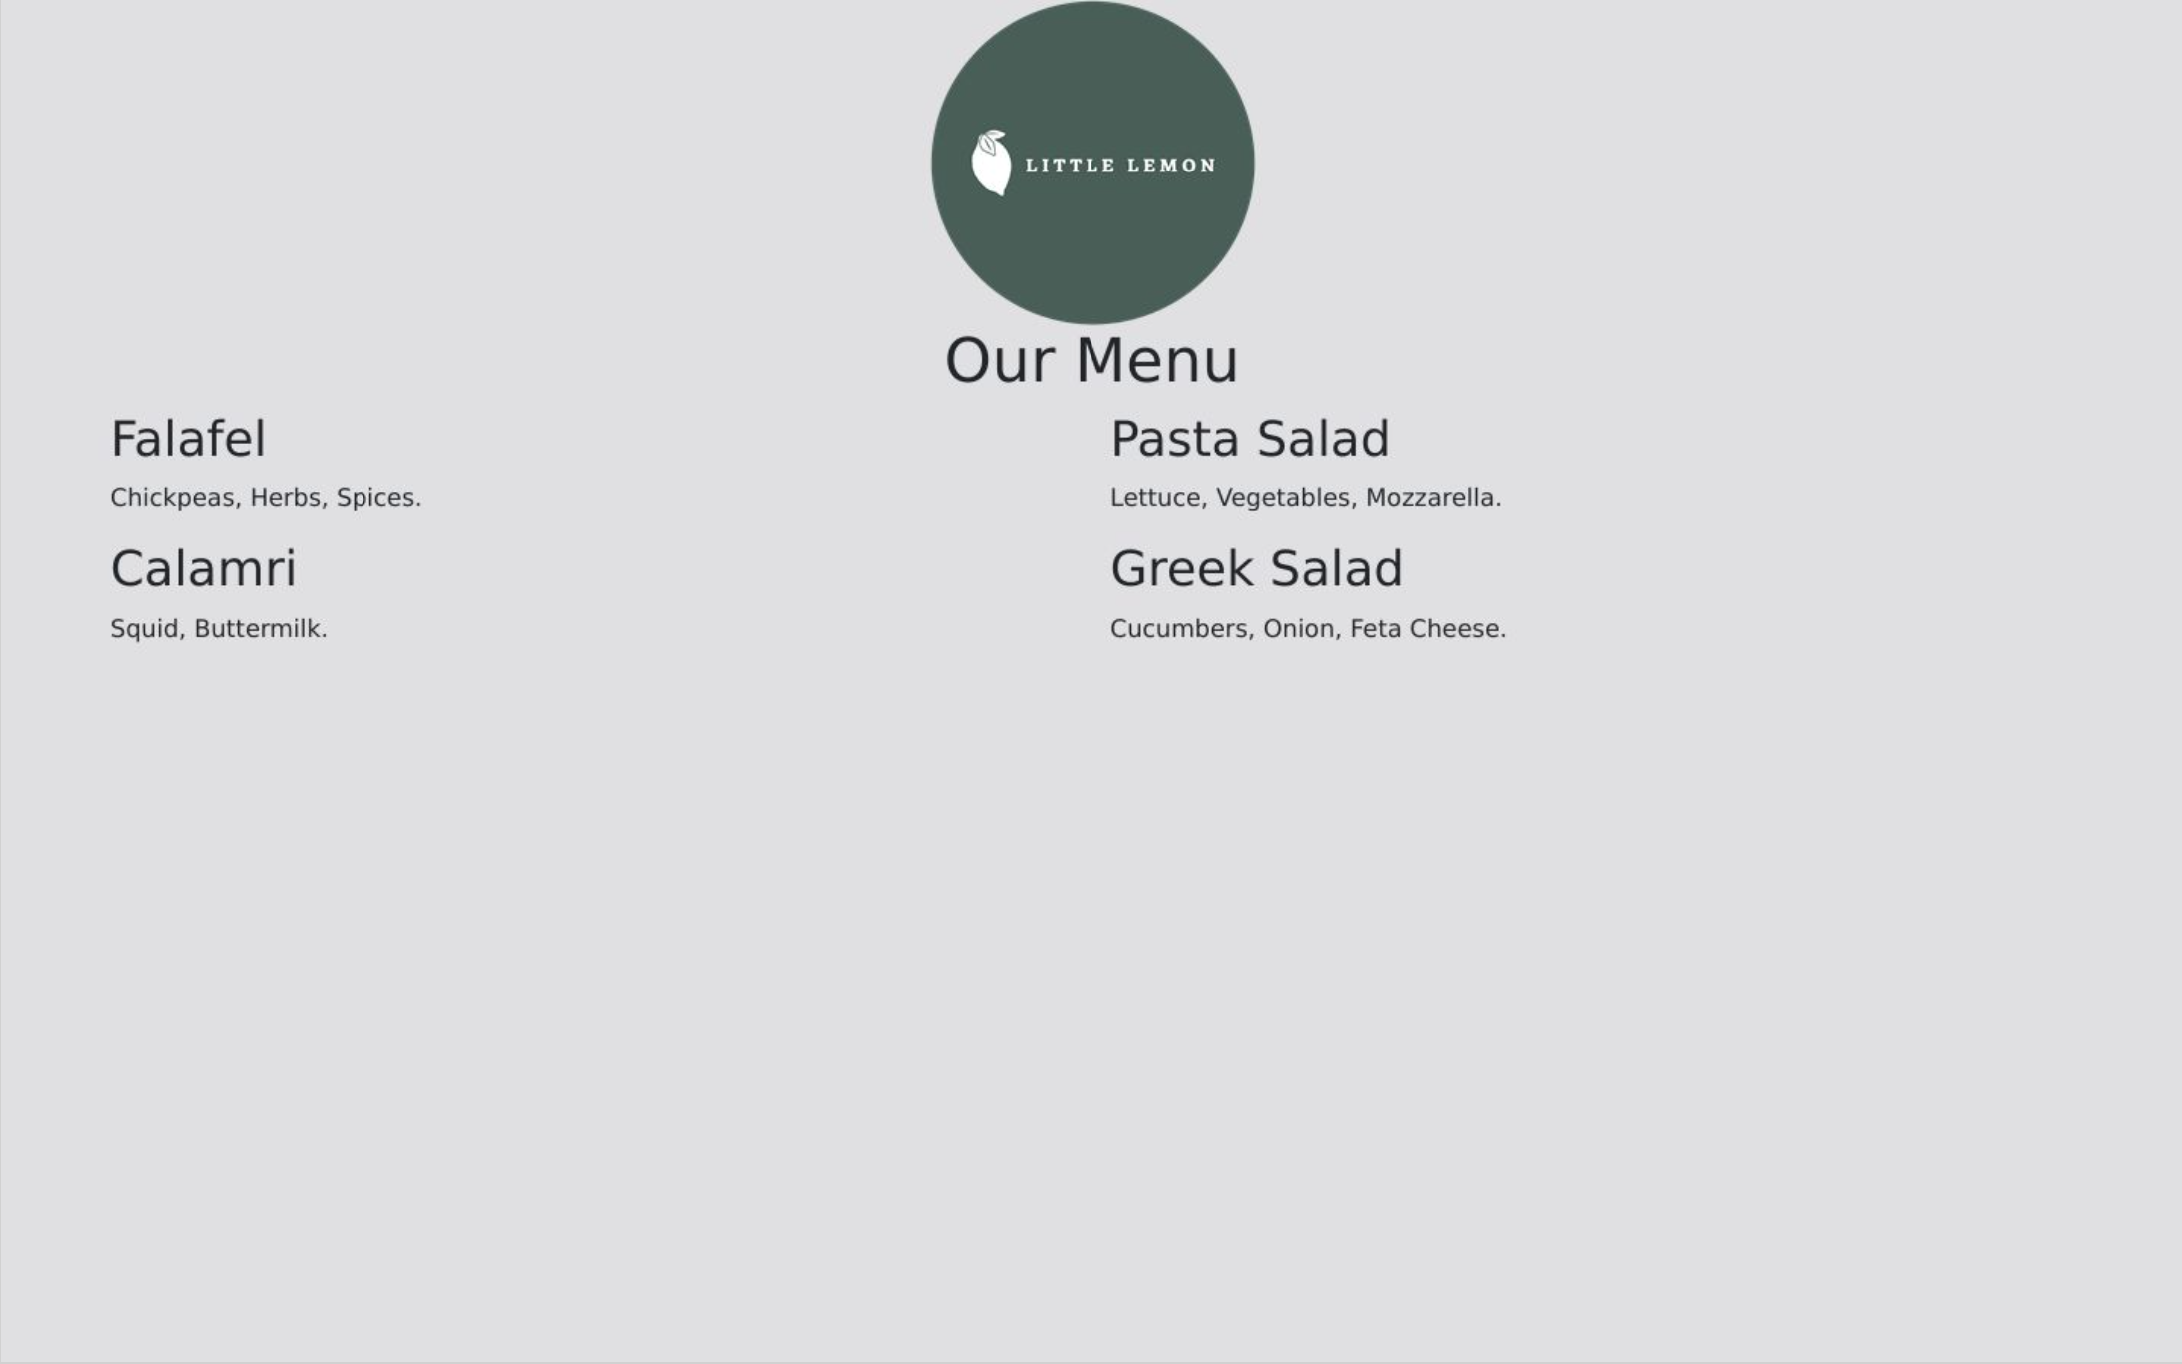 LITTLE LEMON
Our Menu
Falafel
Chickpeas, Herbs, Spices.
Calamri
Squid, Buttermilk.
Pasta Salad
Lettuce, Vegetables, Mozzarella.
Greek Salad
Cucumbers, Onion, Feta Cheese.